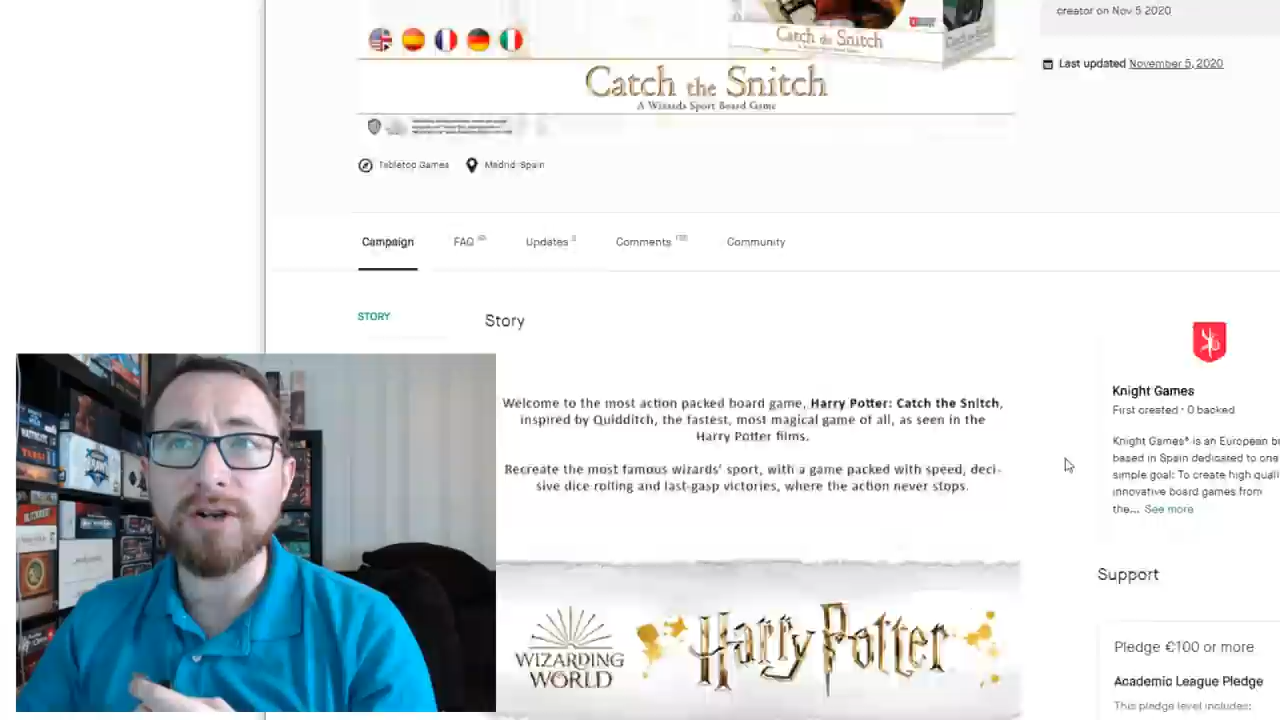 creator on Nov 5 2020
Catch the Snitch
Last updated November 5, 2020
Catch the Snitch
A Wizards Sport Board Game
Tabletop Games Madrid Spain
Campaign FAQ Updates Comments Community
STORY
Story
Welcome to the most action packed board game, Harry Potter: Catch the Snitch,
inspired by Quidditch, the fastest, most magical game of all, as seen in the
Harry Potter films.
Recreate the most famous wizards' sport, with a game packed with speed, deci-
sive dice rolling and last-gasp victories, where the action never stops.
WIZARDING
WORLD
Harry Potter
Knight Games
First created · 0 backed
Knight Games® is an European b
based in Spain dedicated to one
simple goal: To create high quali
innovative board games from
the... See more
Support
Pledge €100 or more
Academic League Pledge
This pledge level includes: